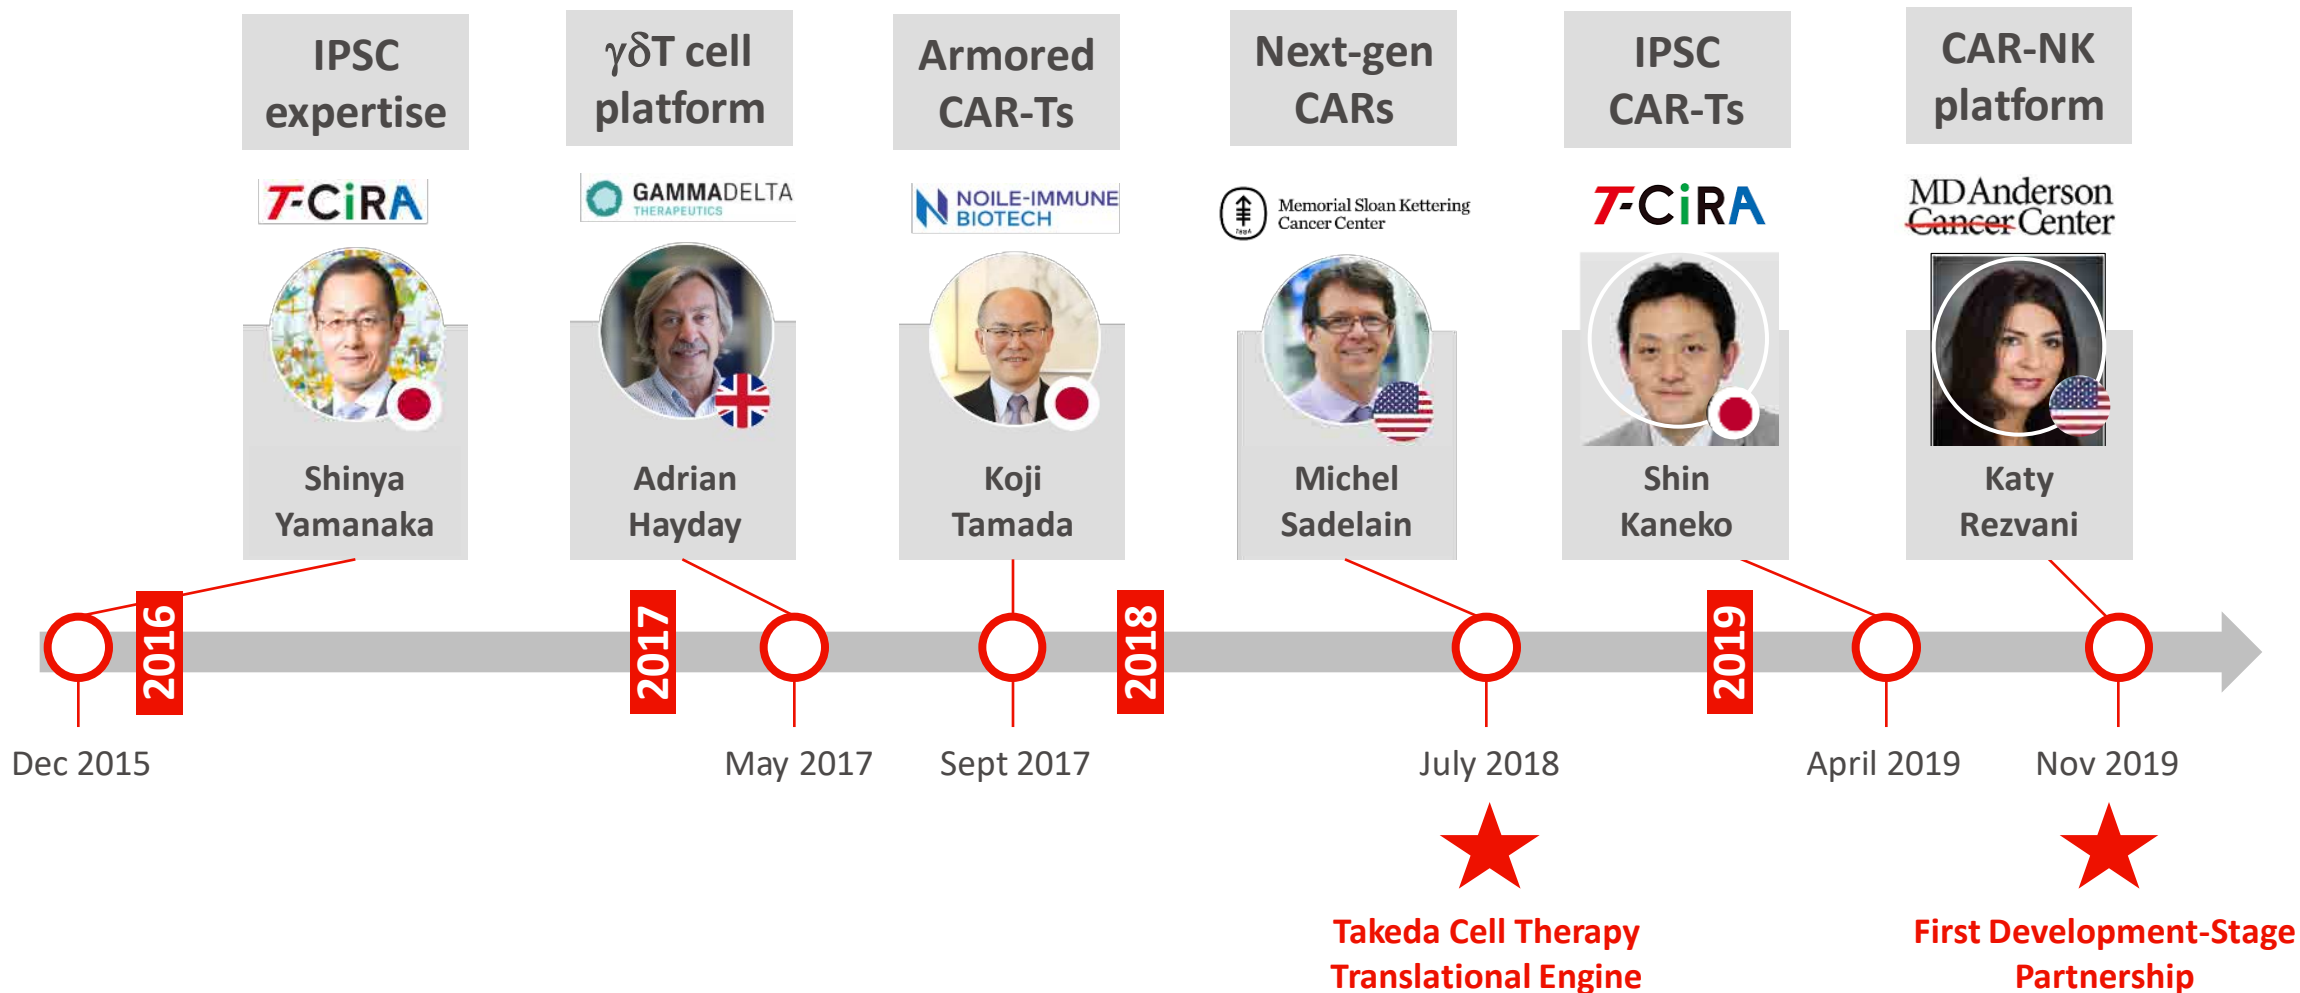 IPSC
expertise
γδT cell
platform
Armored
CAR-Ts
Next-gen
CARs
IPSC
CAR-Ts
CAR-NK
platform
T-CiRA
GAMMADELTA
THERAPEUTICS
NOILE-IMMUNE
BIOTECH
Memorial Sloan Kettering
Cancer Center
T-CiRA
MD Anderson
Cancer Center
Shinya
Yamanaka
Adrian
Hayday
Koji
Tamada
Michel
Sadelain
Shin
Kaneko
Katy
Rezvani
2016
2017
2018
2019
Dec 2015
May 2017
Sept 2017
July 2018
April 2019
Nov 2019
Takeda Cell Therapy
Translational Engine
First Development-Stage
Partnership